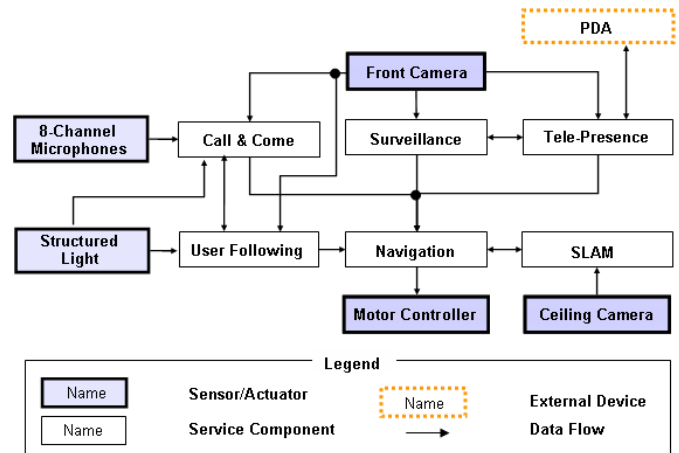 PDA
Front Camera
8-Channel
Microphones
Call & Come
Surveillance
Tele-Presence
Structured
Light
User Following
Navigation
SLAM
Motor Controller
Ceiling Camera
Legend
Name
Sensor/Actuator
Name
External Device
Name
Service Component
Data Flow